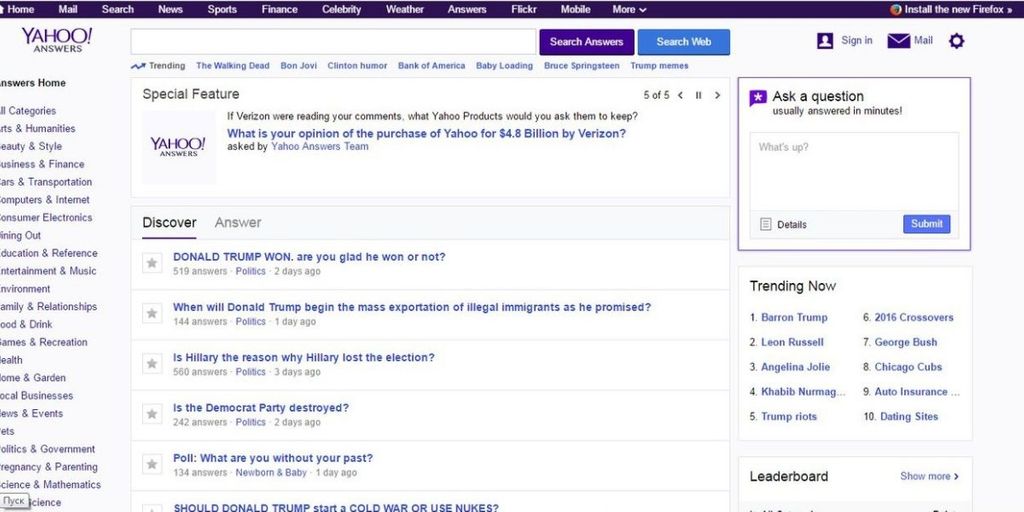 Home Mail Search News Sports Finance Celebrity Weather Answers Flickr Mobile More Install the new Firefox »
YAHOO!
ANSWERS
Search Answers Search Web
Sign in Mail
Trending The Walking Dead Bon Jovi Clinton humor Bank of America Baby Loading Bruce Springsteen Trump memes
nswers Home
ll Categories
rts & Humanities
eauty & Style
usiness & Finance
ars & Transportation
omputers & Internet
onsumer Electronics
ining Out
ducation & Reference
ntertainment & Music
nvironment
amily & Relationships
ood & Drink
ames & Recreation
ealth
ome & Garden
ocal Businesses
ews & Events
ets
olitics & Government
regnancy & Parenting
cience & Mathematics
Science
Пуск
Special Feature 5 of 5
YAHOO!
ANSWERS
If Verizon were reading your comments, what Yahoo Products would you ask them to keep?
What is your opinion of the purchase of Yahoo for $4.8 Billion by Verizon?
asked by Yahoo Answers Team
Discover Answer
DONALD TRUMP WON. are you glad he won or not?
519 answers · Politics · 2 days ago
When will Donald Trump begin the mass exportation of illegal immigrants as he promised?
144 answers · Politics · 1 day ago
Is Hillary the reason why Hillary lost the election?
560 answers · Politics · 3 days ago
Is the Democrat Party destroyed?
242 answers · Politics · 2 days ago
Poll: What are you without your past?
134 answers · Newborn & Baby · 1 day ago
SHOULD DONALD TRUMP start a COLD WAR OR USE NUKES?
Ask a question
usually answered in minutes!
What's up?
Details Submit
Trending Now
1. Barron Trump
2. Leon Russell
3. Angelina Jolie
4. Khabib Nurmag...
5. Trump riots
6. 2016 Crossovers
7. George Bush
8. Chicago Cubs
9. Auto Insurance ...
10. Dating Sites
Leaderboard Show more